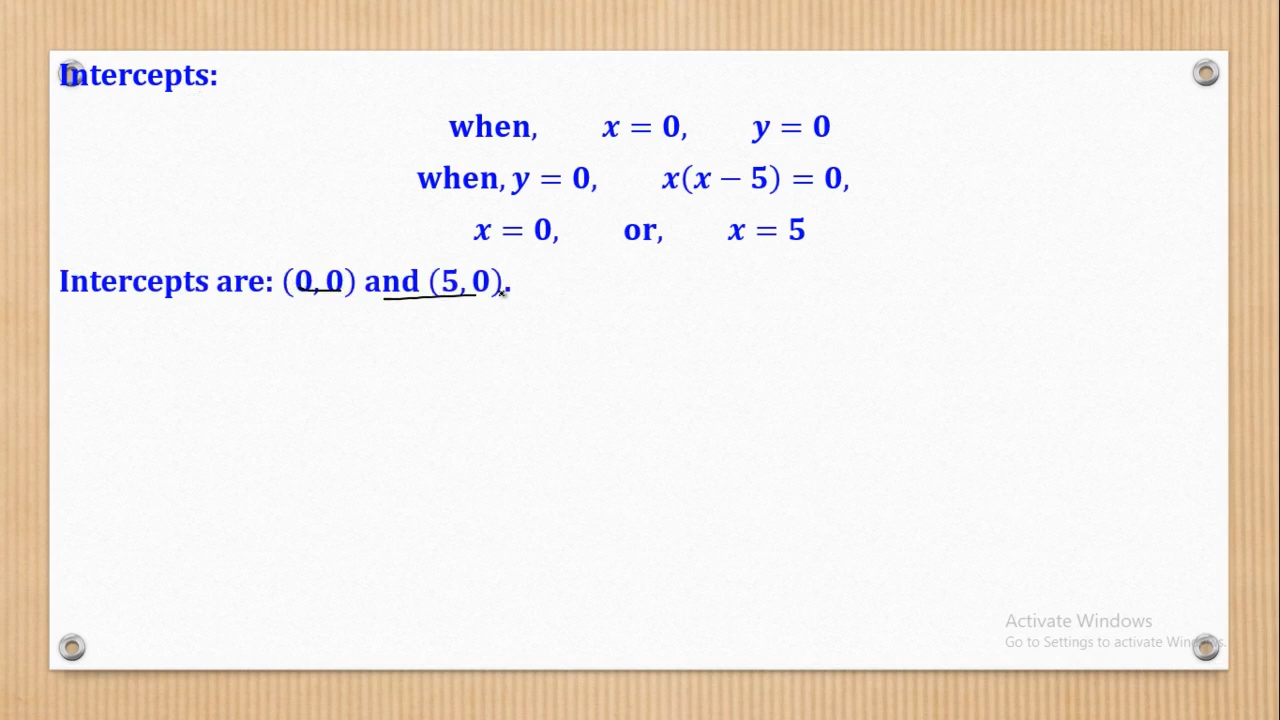 Intercepts:
when, x = 0, y = 0
when, y = 0, x(x − 5) = 0,
x = 0, or, x = 5
Intercepts are: (0, 0) and (5, 0).
Activate Windows
Go to Settings to activate Windows.